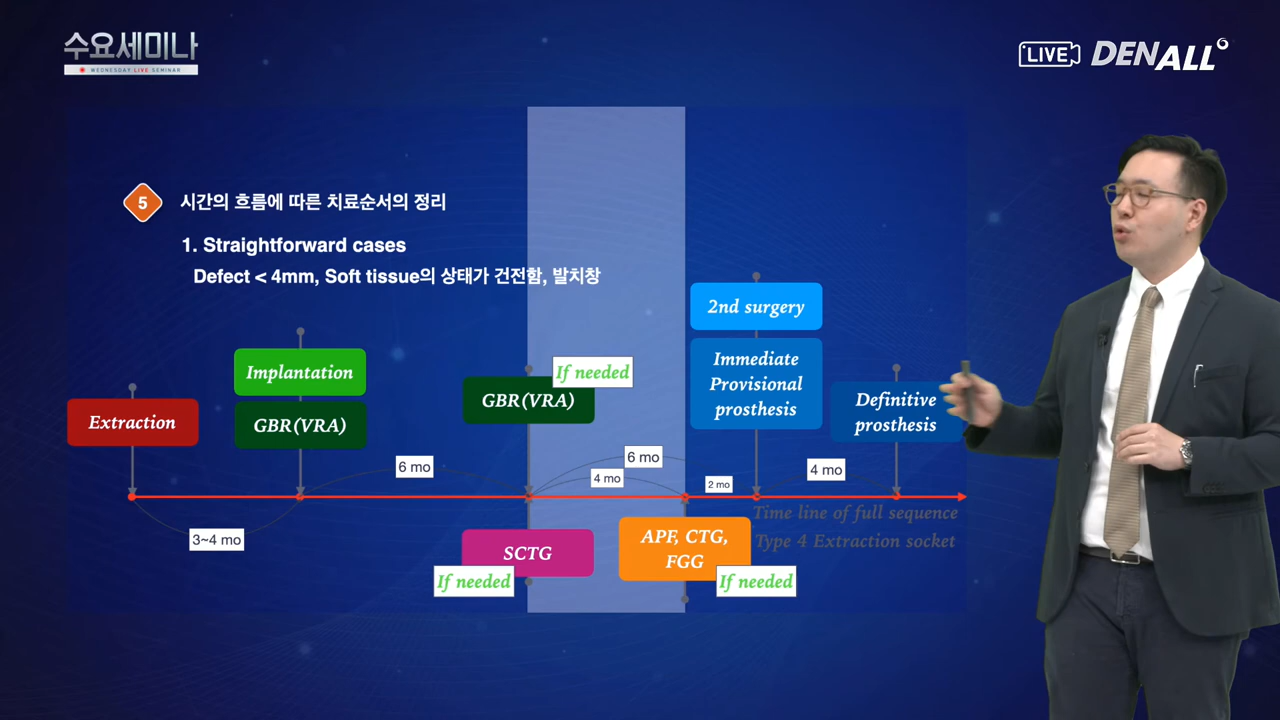 수요세미나
WEDNESDAY LIVE SEMINAR
LIVE
DENALL
5
시간의 흐름에 따른 치료순서의 정리
1. Straightforward cases
Defect < 4mm, Soft tissue의 상태가 건전함, 발치창
2nd surgery
Immediate
Provisional
prosthesis
Implantation
GBR(VRA)
If needed
GBR(VRA)
Extraction
Definitive
prosthesis
6 mo
6 mo
4 mo
2 mo
4 mo
3~4 mo
Time line of full sequence
Type 4 Extraction socket
SCTG
If needed
APF, CTG,
FGG
If needed